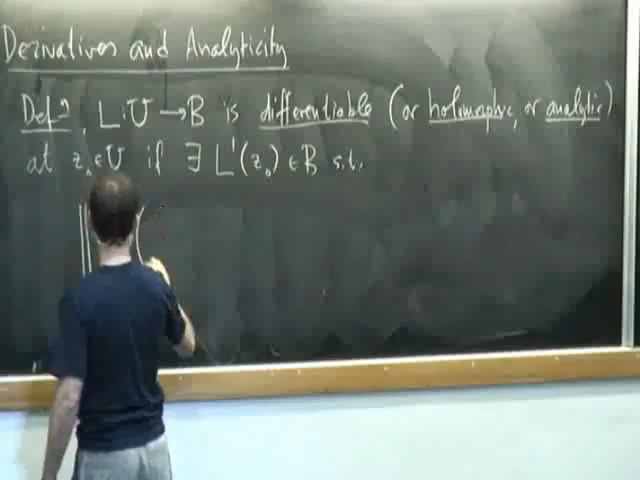 Derivatives and Analyticity
Defⁿ. L: U → B is differentiable (or holomorphic, or analytic)
at z₀ ∈ U if ∃ L'(z₀) ∈ B s.t.
‖ (